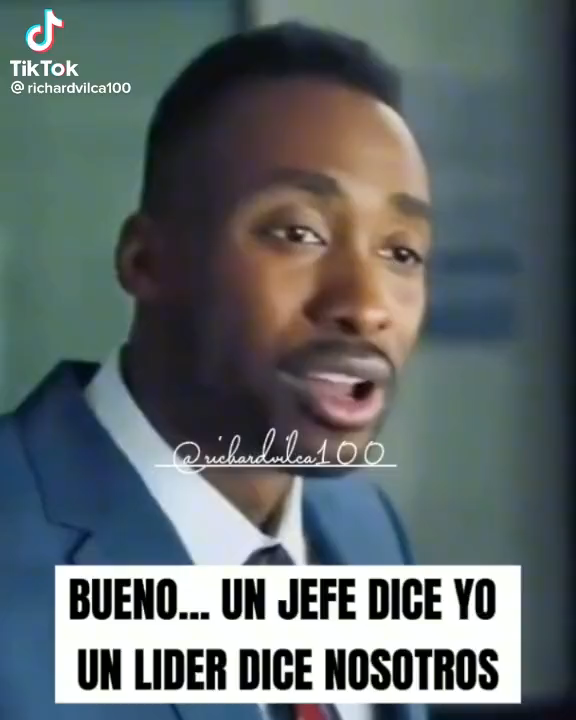 TikTok
@richardvilca100
@richardvilca100
BUENO... UN JEFE DICE YO
UN LIDER DICE NOSOTROS